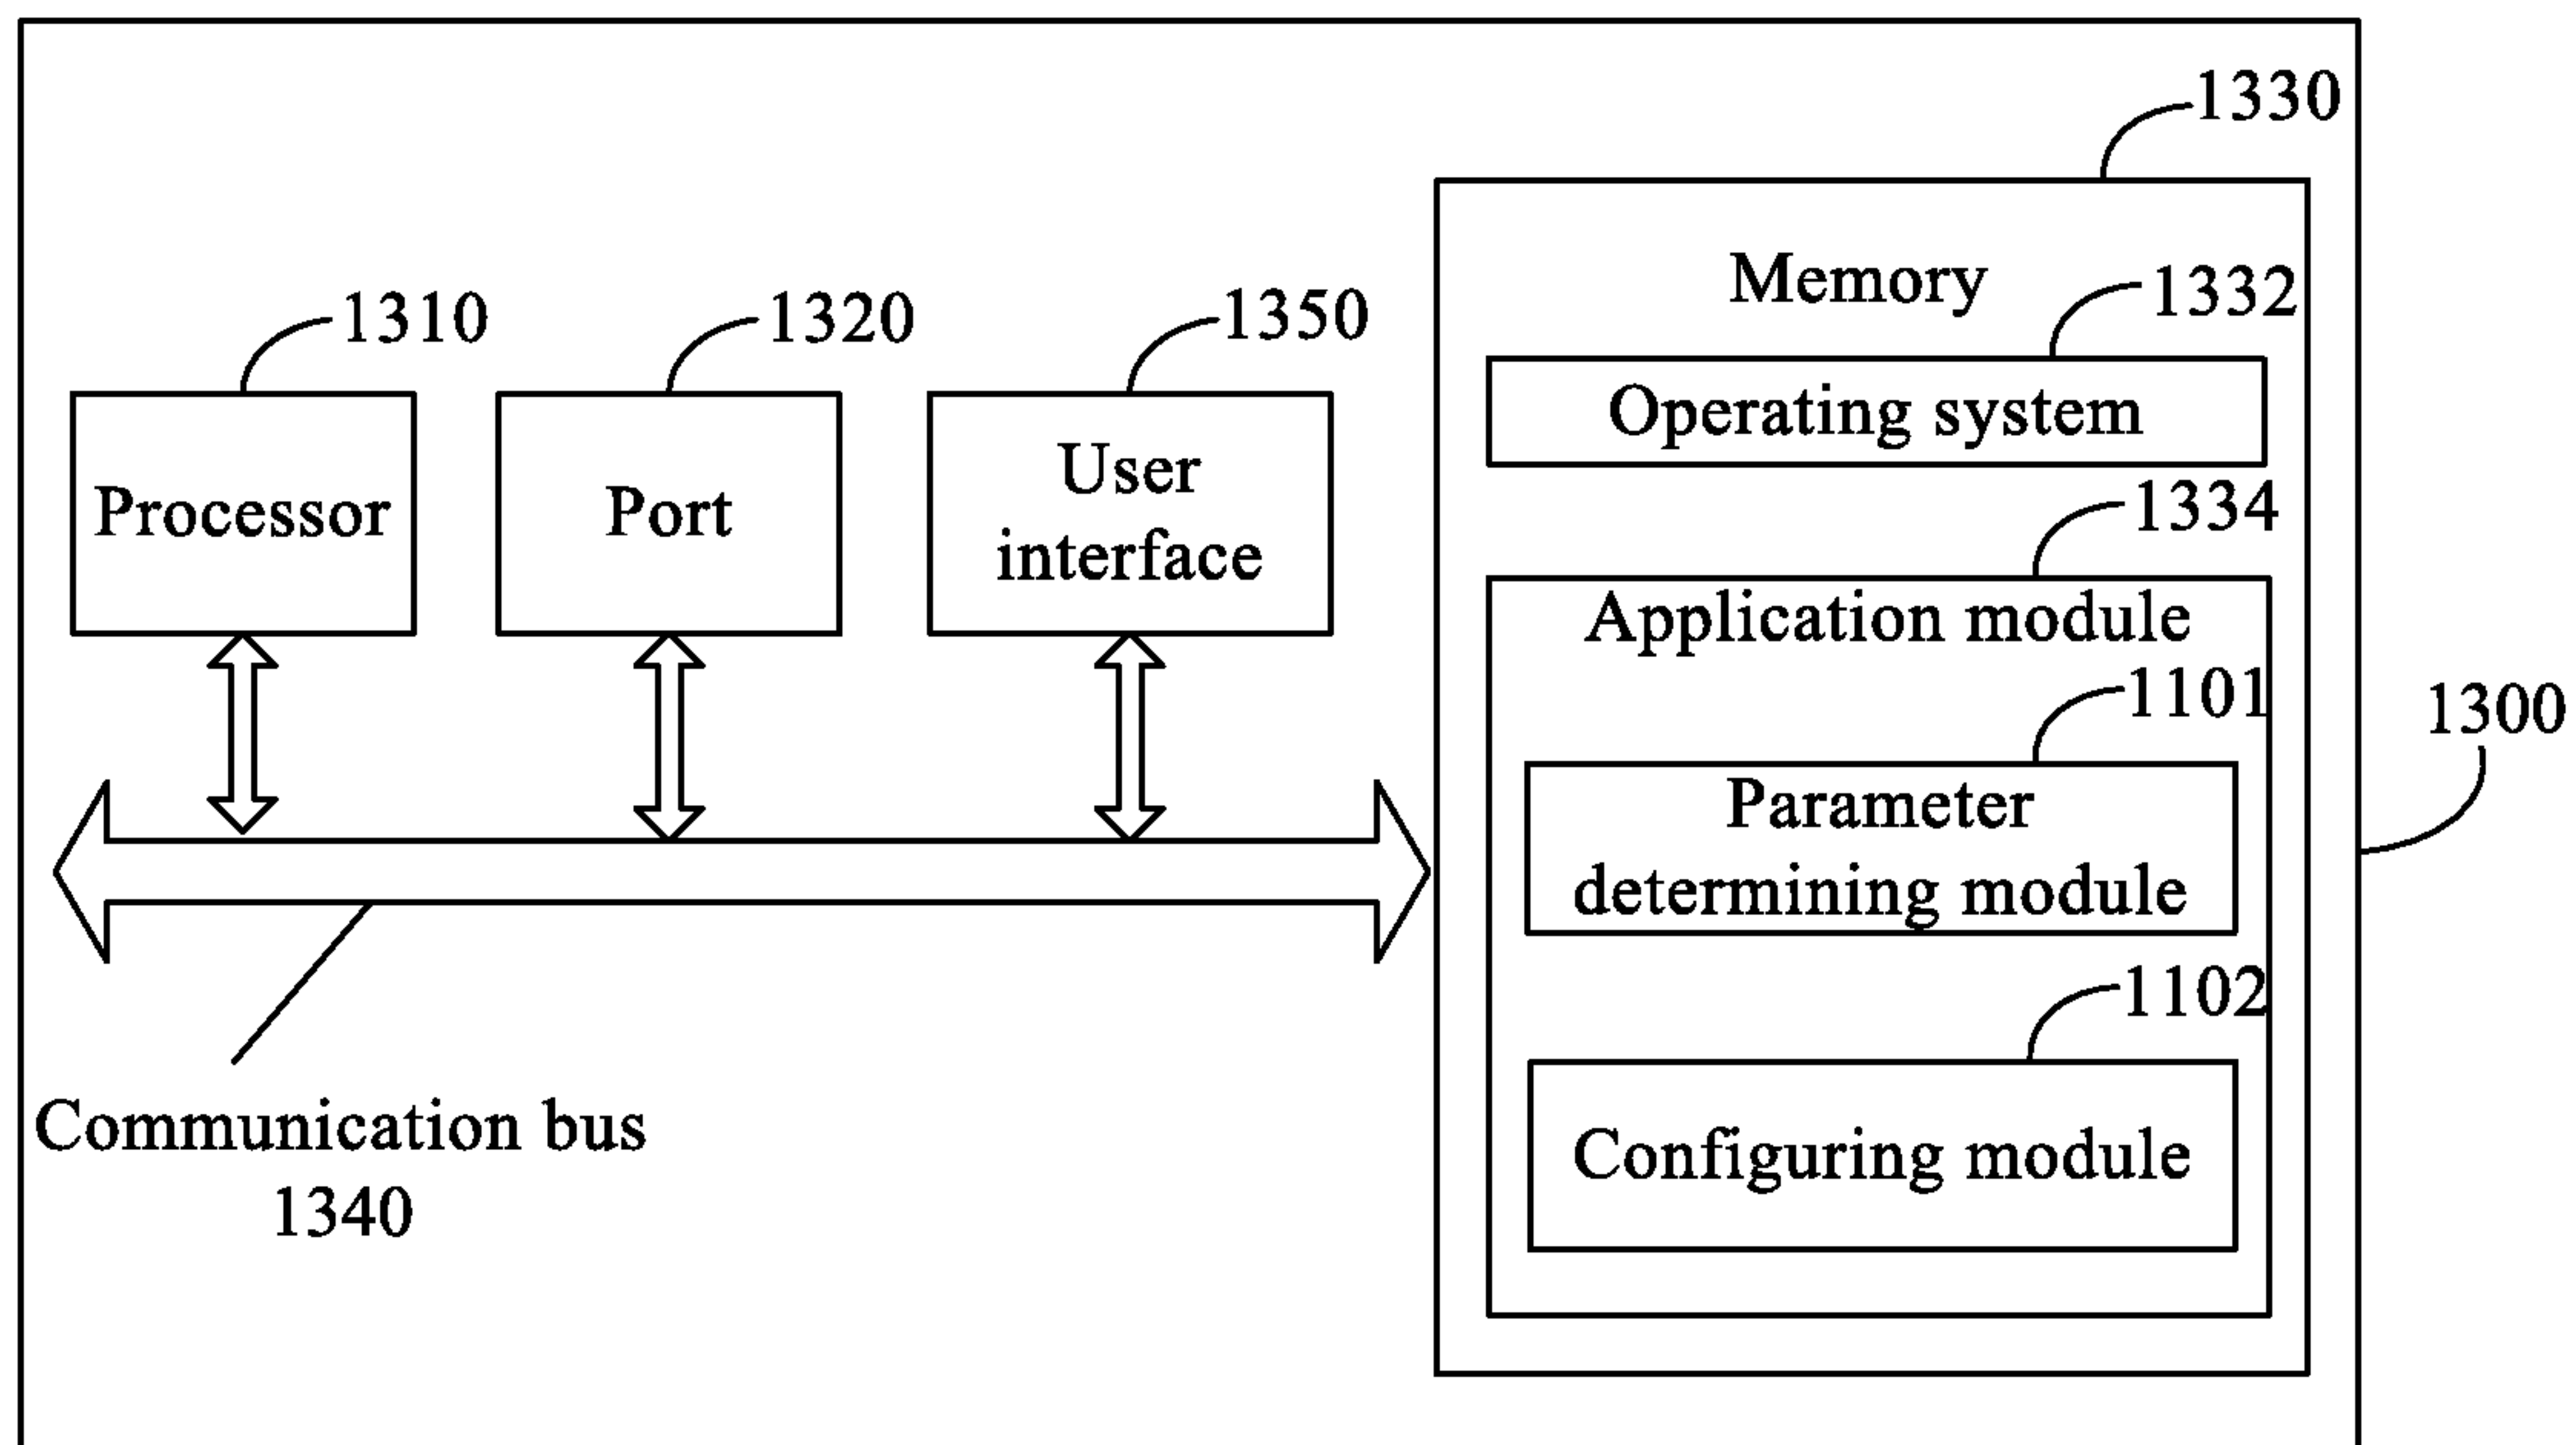 1330
Memory
1332
Operating system
1310
1320
1350
Processor
Port
User
interface
1334
Application module
1101
Parameter
determining module
1102
Configuring module
1300
Communication bus
1340